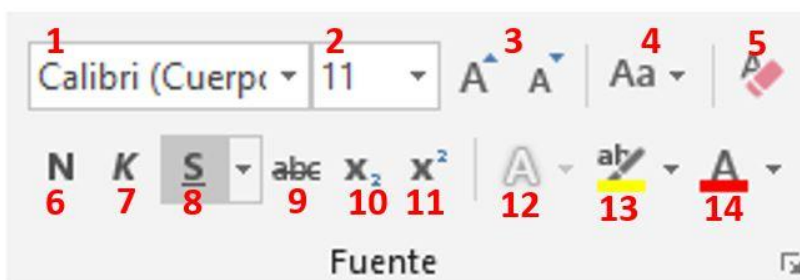 1 2 3 4 5
Calibri (Cuerpo 11 A A Aa A
N K S abc x₂ x² A ab A
6 7 8 9 10 11 12 13 14
Fuente